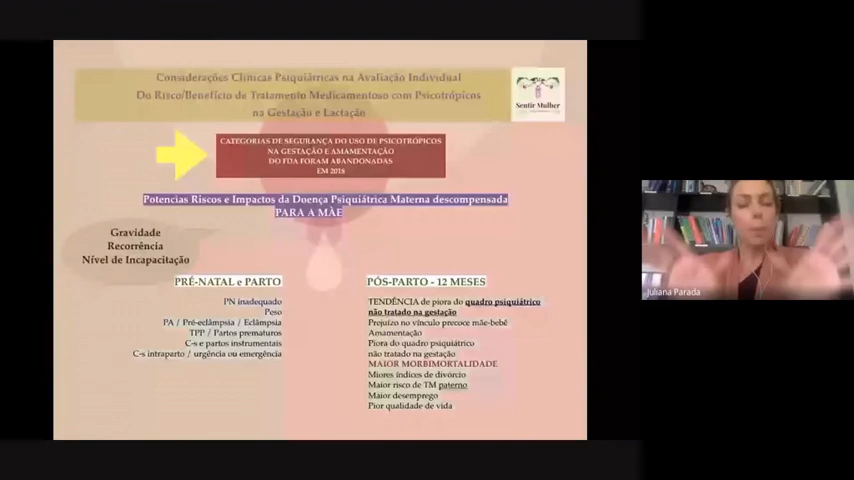 Considerações Clínicas Psiquiátricas na Avaliação Individual
Do Risco/Benefício de Tratamento Medicamentoso com Psicotrópicos
na Gestação e Lactação
Sentir Mulher
CATEGORIAS DE SEGURANÇA DO USO DE PSICOTRÓPICOS
NA GESTAÇÃO E AMAMENTAÇÃO
DO FDA FORAM ABANDONADAS
EM 2018
Potencias Riscos e Impactos da Doença Psiquiátrica Materna descompensada
PARA A MÃE
Gravidade
Recorrência
Nível de Incapacitação
PRÉ-NATAL e PARTO
PN inadequado
Peso
PA / Pré-eclâmpsia / Eclâmpsia
TPP / Partos prematuros
C-s e partos instrumentais
C-s intraparto / urgência ou emergência
PÓS-PARTO - 12 MESES
TENDÊNCIA de piora do quadro psiquiátrico
não tratado na gestação
Prejuízo no vínculo precoce mãe-bebê
Amamentação
Piora do quadro psiquiátrico
não tratado na gestação
MAIOR MORBIMORTALIDADE
Miores índices de divórcio
Maior risco de TM paterno
Maior desemprego
Pior qualidade de vida
Juliana Parada